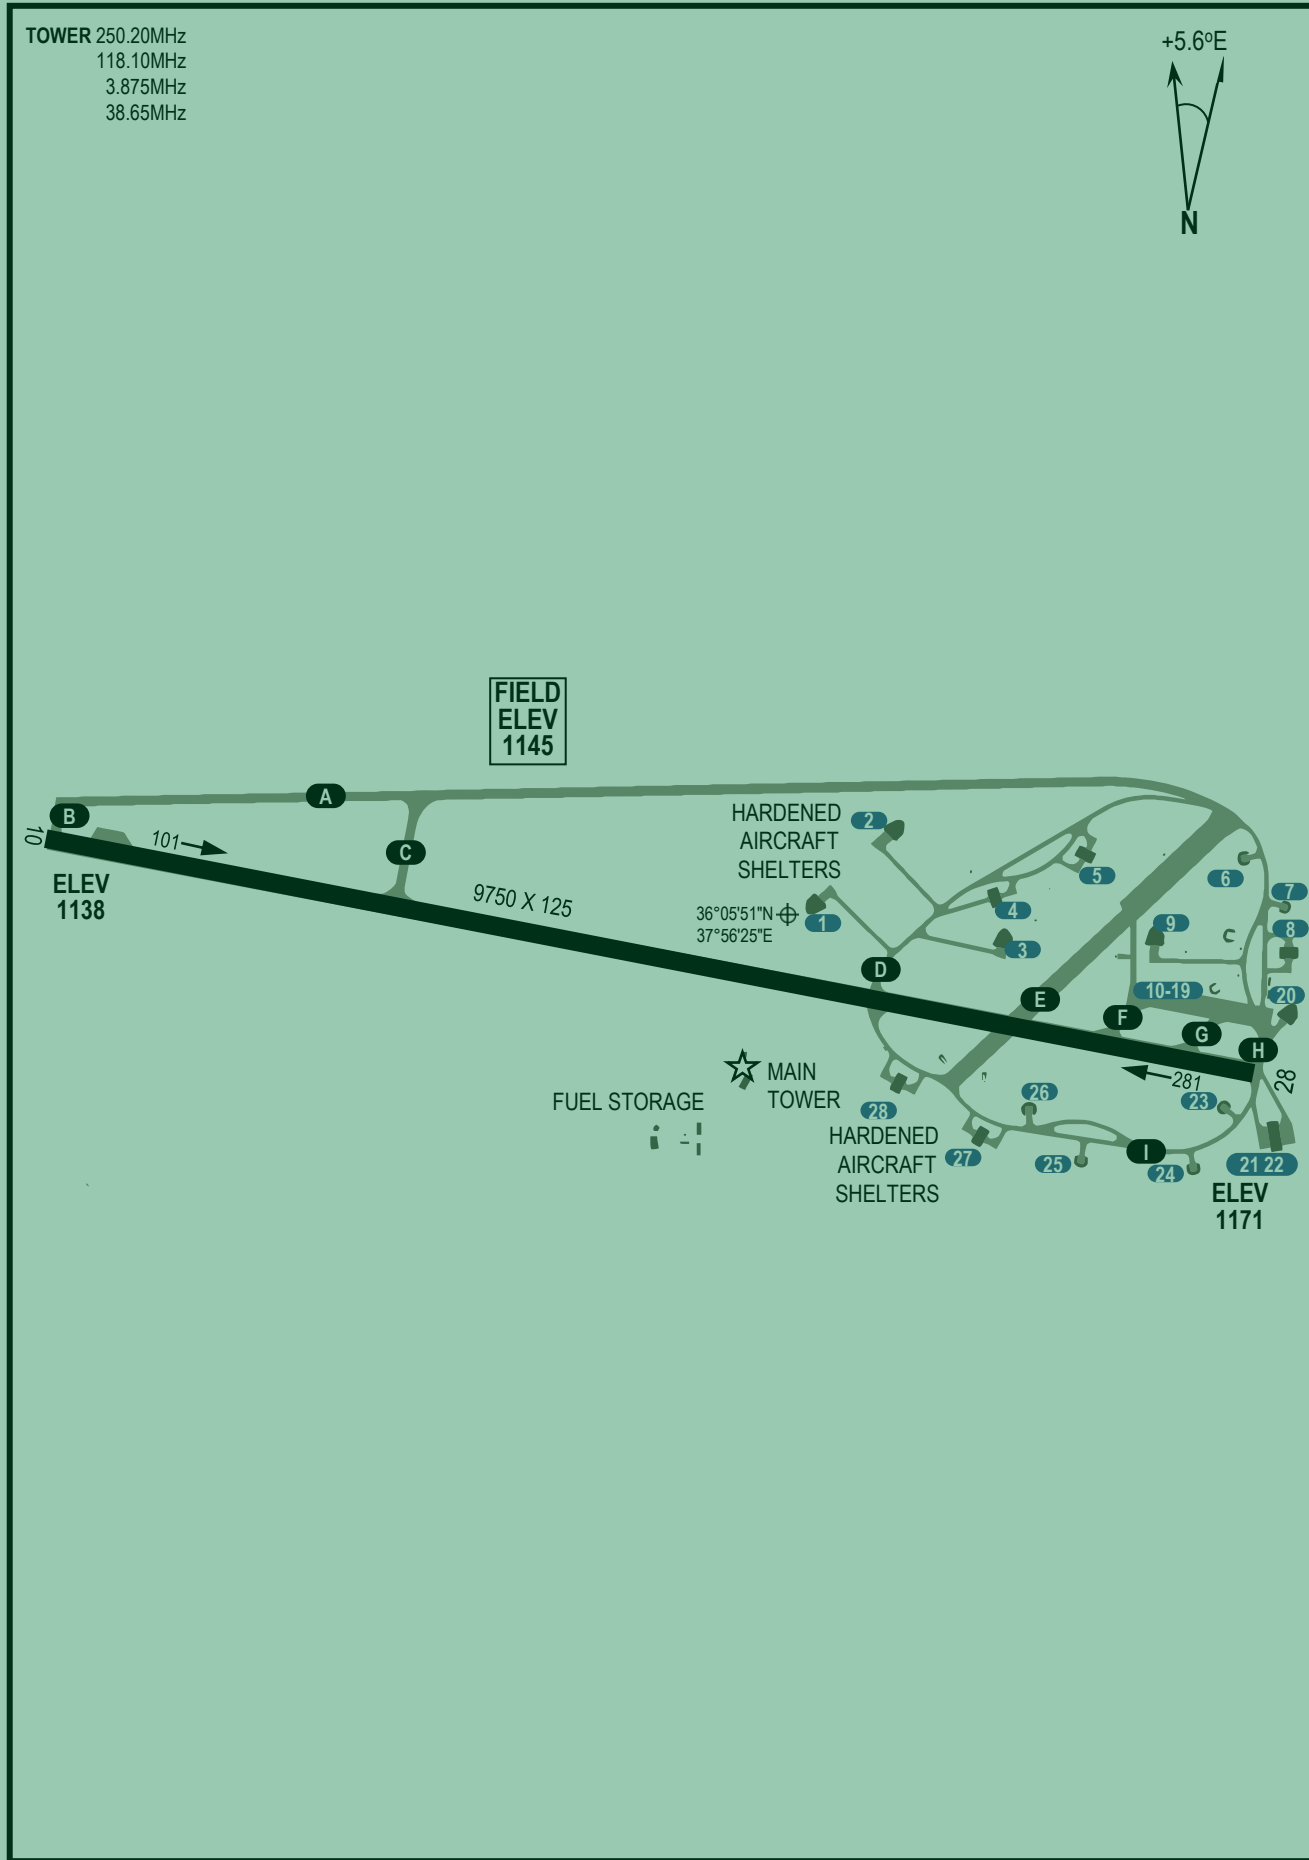 TOWER 250.20MHz
118.10MHz
3.875MHz
38.65MHz
+5.6ºE
N
FIELD
ELEV
1145
A
B
10
101
C
ELEV
1138
9750 X 125
HARDENED
AIRCRAFT
SHELTERS
2
1
36°05'51"N
37°56'25"E
5
4
3
6
7
8
9
10-19
20
D
E
F
G
H
28
281
MAIN
TOWER
FUEL STORAGE
28
HARDENED
AIRCRAFT
SHELTERS
27
26
25
I
24
23
21 22
ELEV
1171